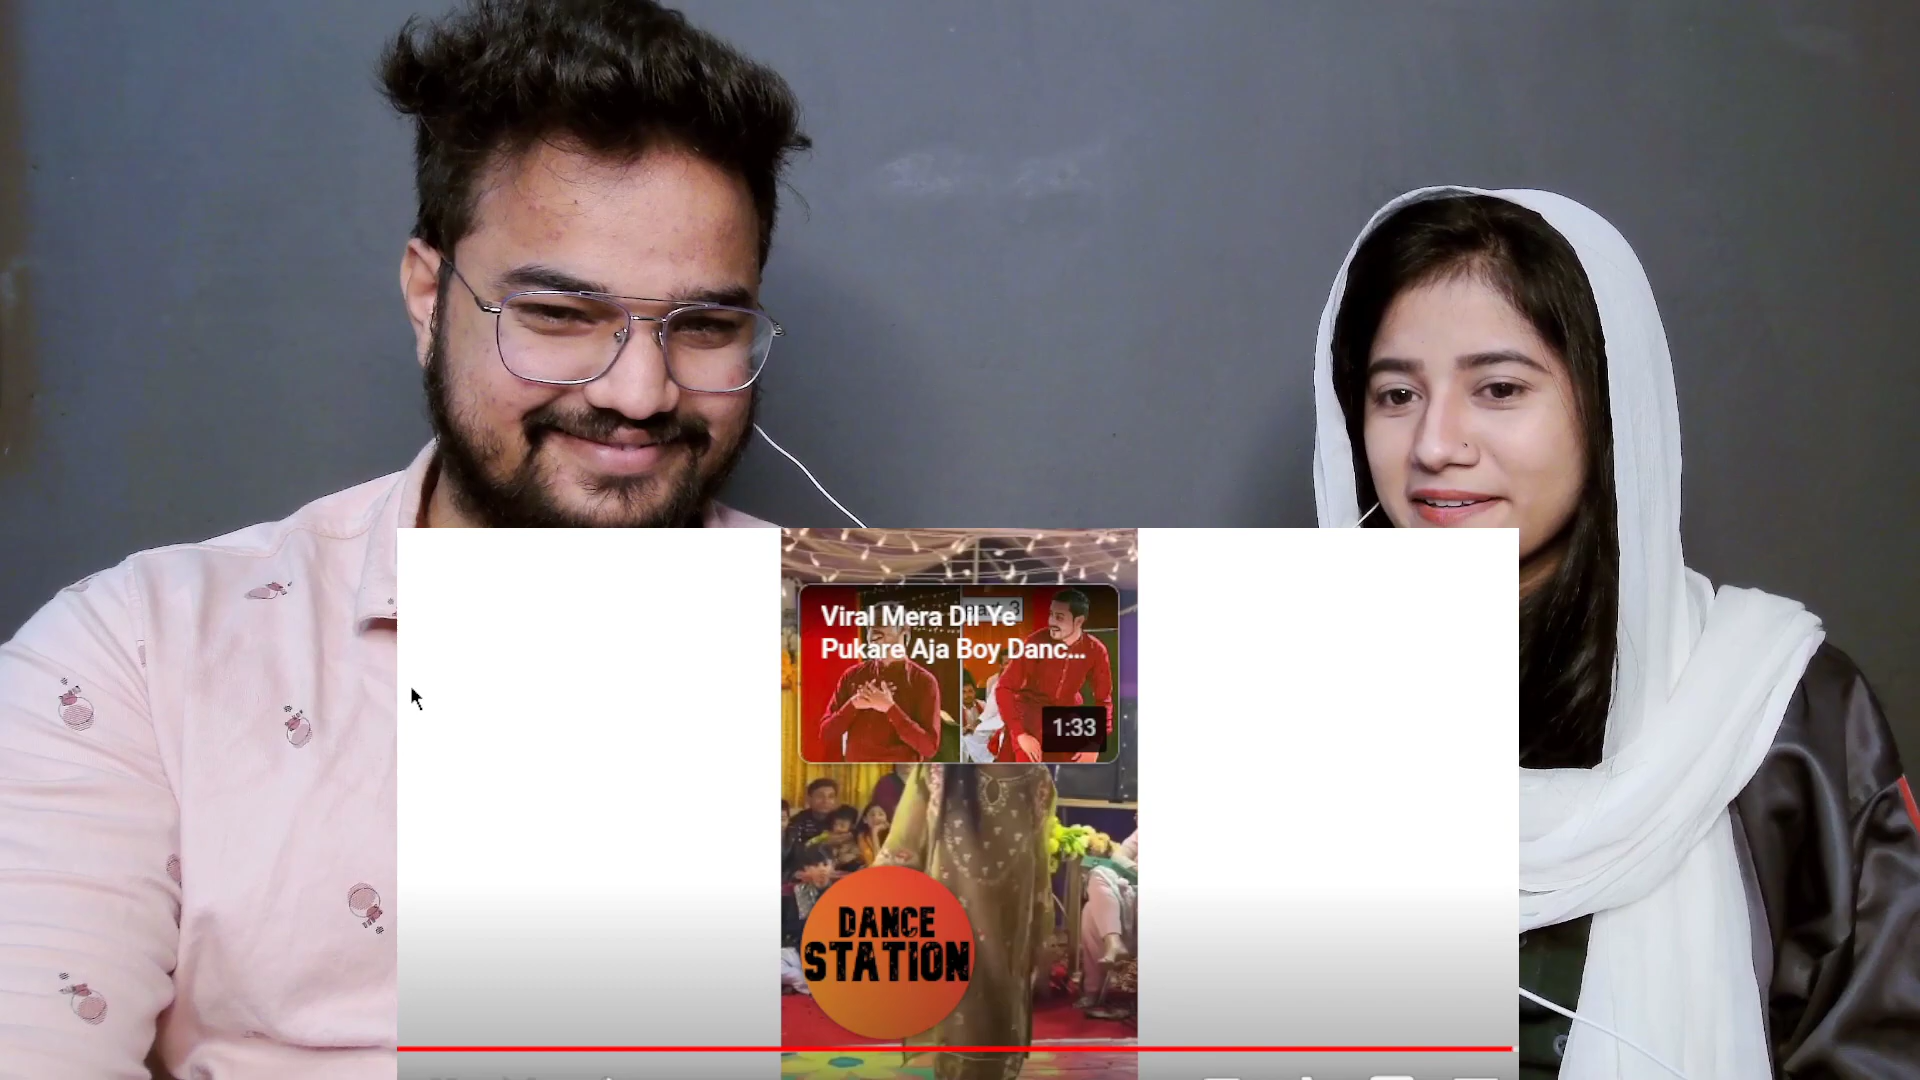 Viral Mera Dil Ye
Pukare Aja Boy Danc...
1:33
DANCE
STATION